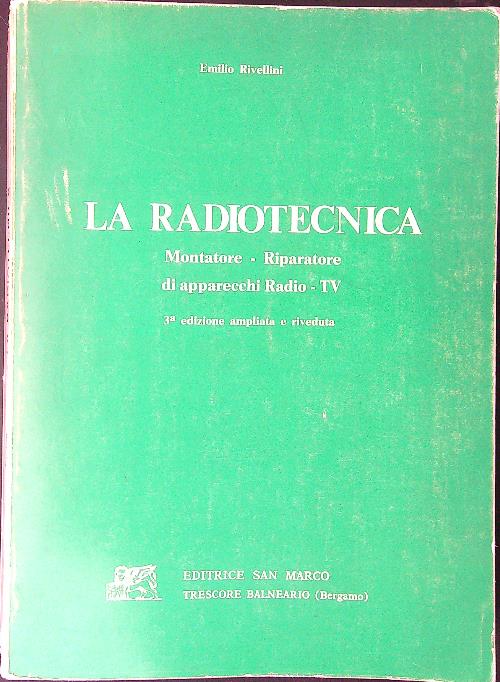 Emilio Rivellini
LA RADIOTECNICA
Montatore - Riparatore
di apparecchi Radio - TV
3ª edizione ampliata e riveduta
EDITRICE SAN MARCO
TRESCORE BALNEARIO (Bergamo)